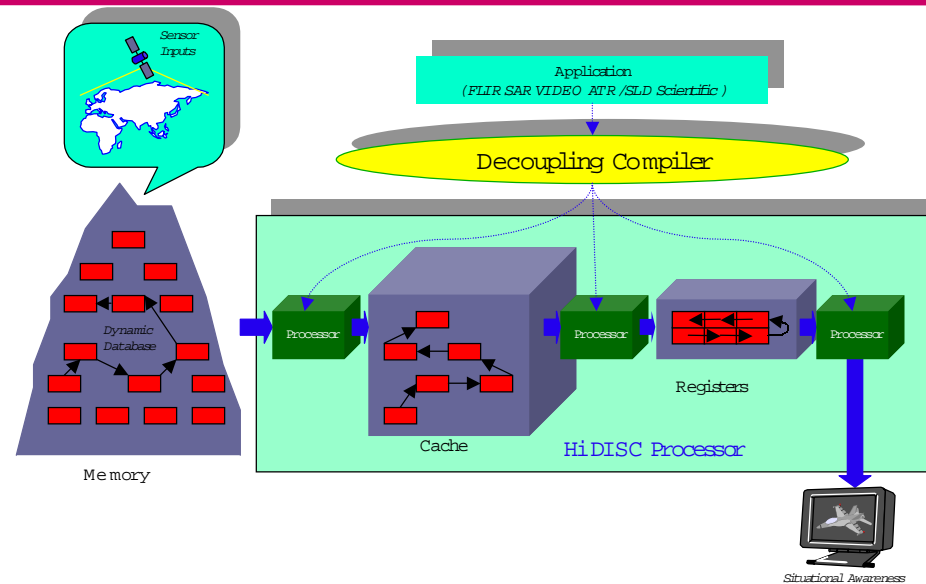 Sensor
Inputs
Application
(FLIR SAR VIDEO ATR /SLD Scientific )
Decoupling Compiler
Dynamic
Database
Processor
Processor
Processor
Registers
Cache
HiDISC Processor
Memory
Situational Awareness